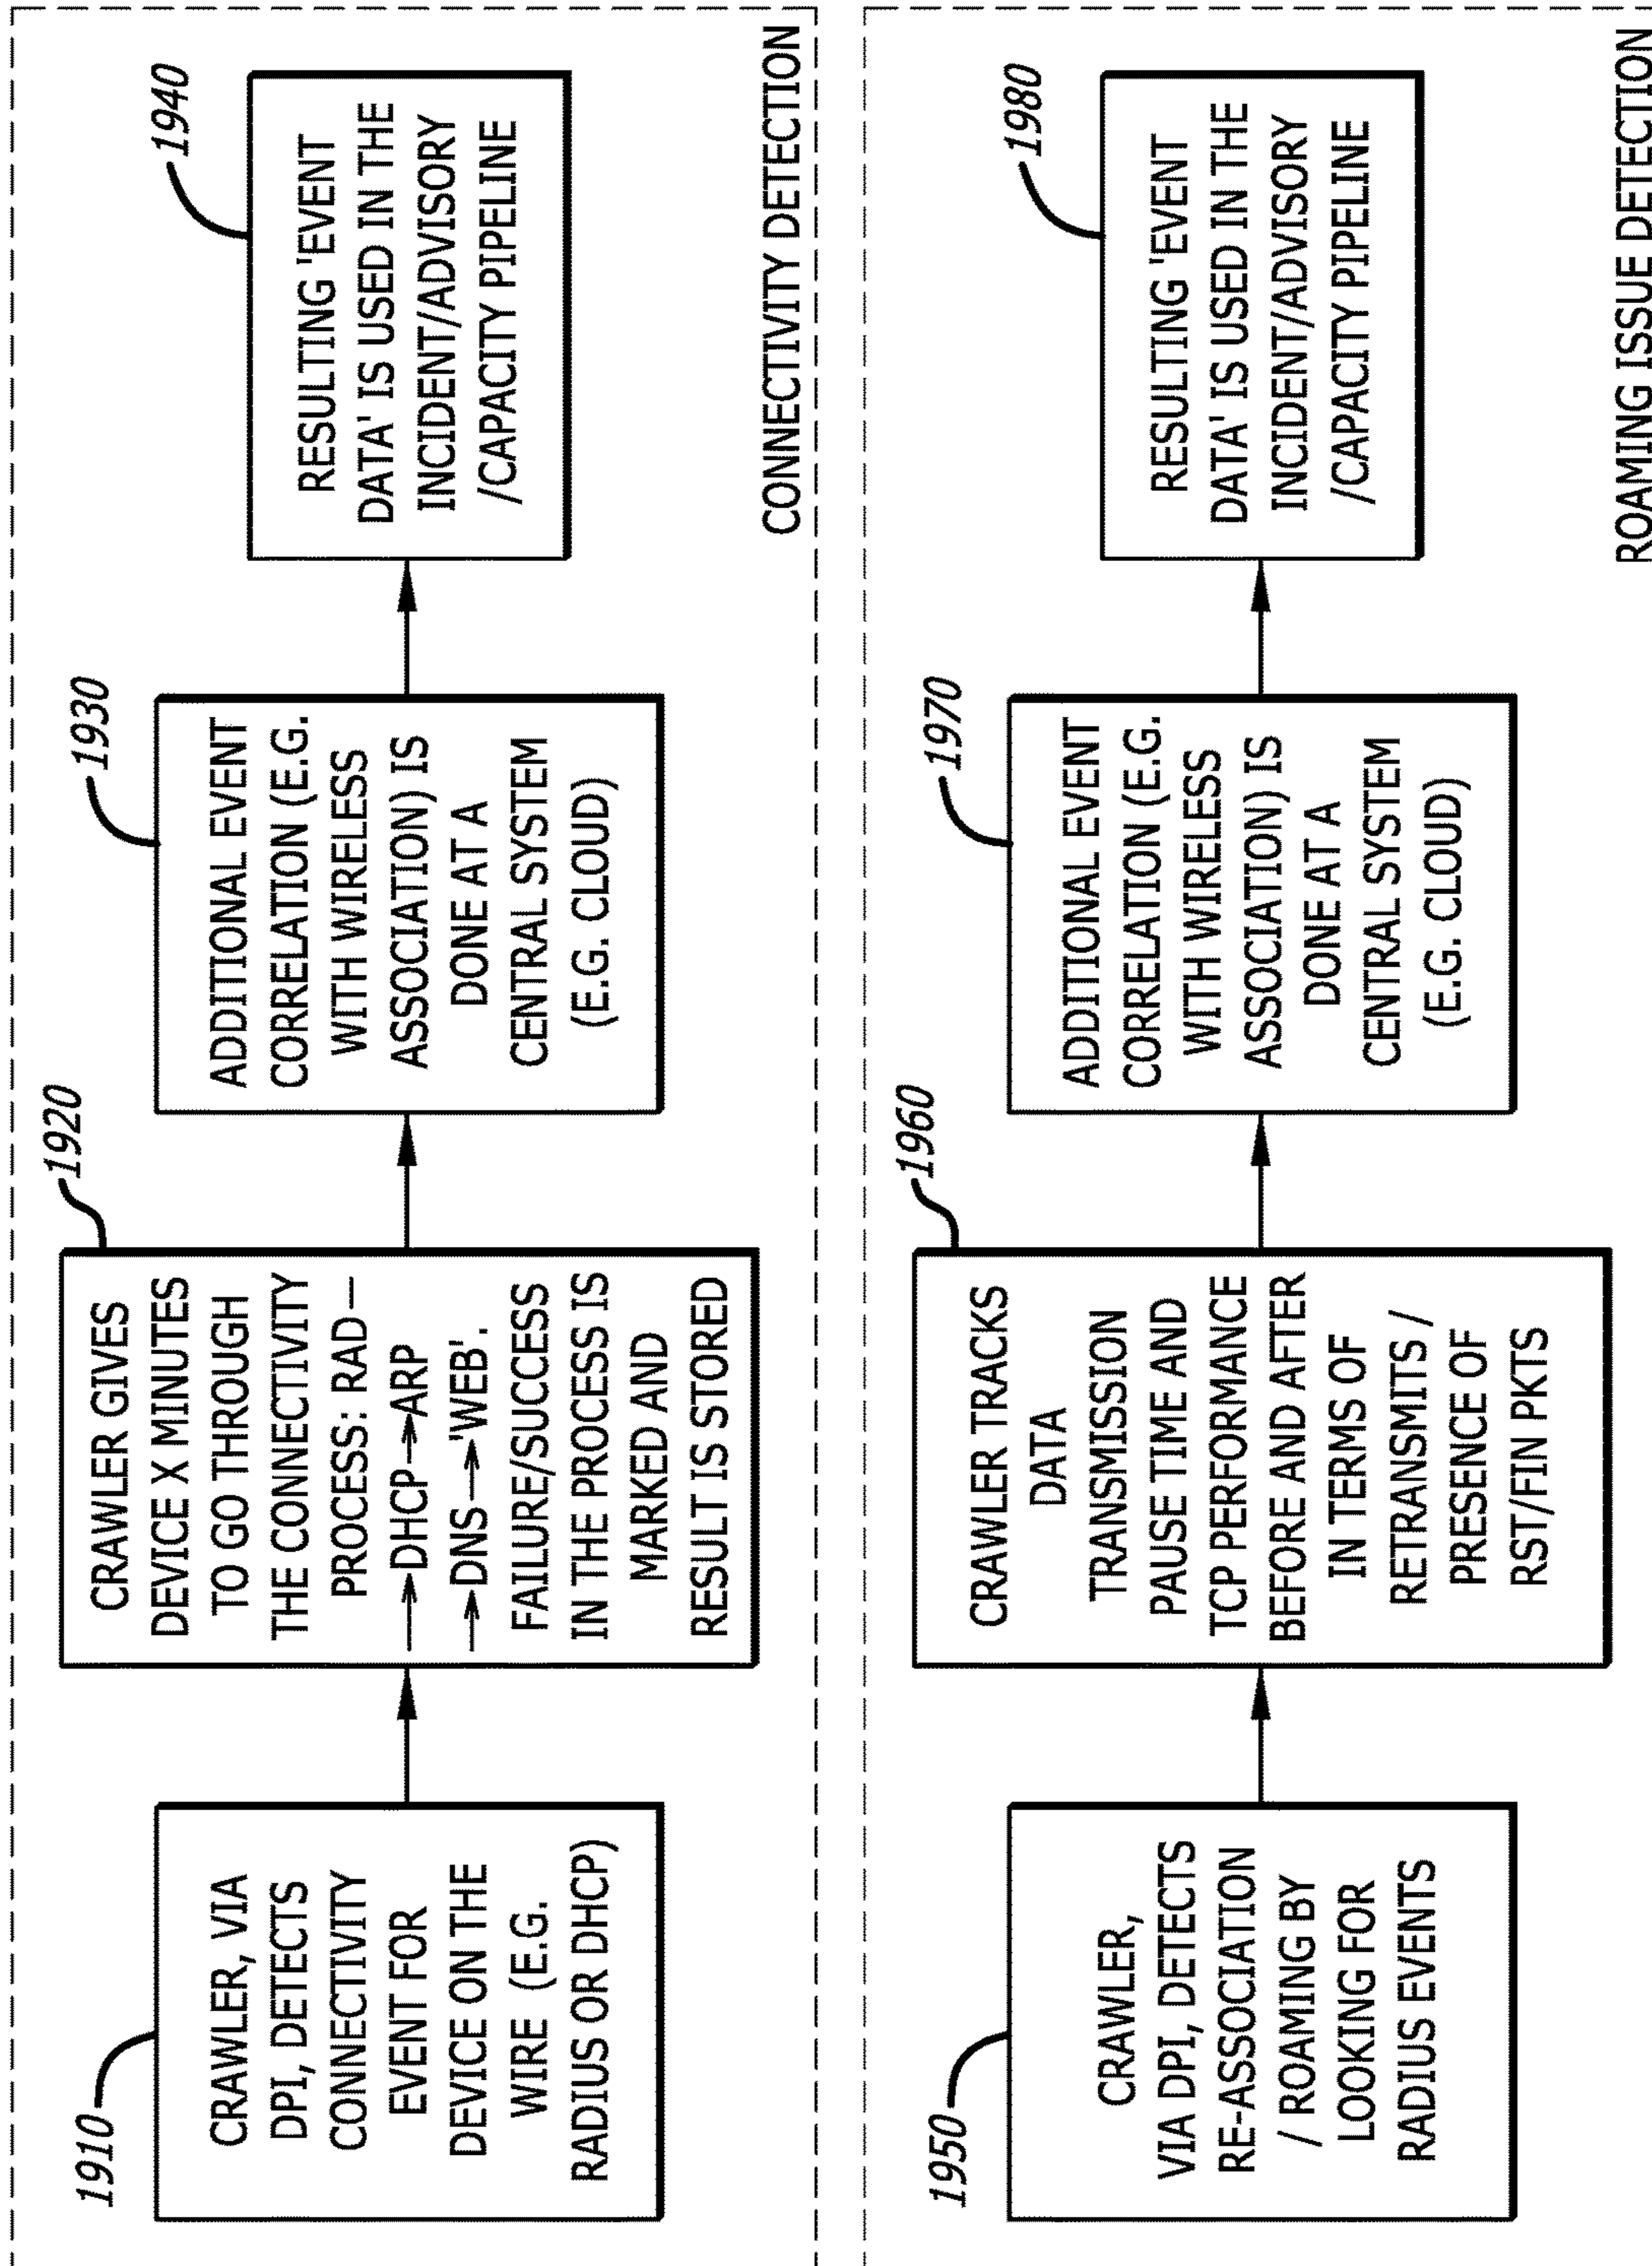 1910
CRAWLER, VIA
DPI, DETECTS
CONNECTIVITY
EVENT FOR
DEVICE ON THE
WIRE (E.G.
RADIUS OR DHCP)
1920
CRAWLER GIVES
DEVICE X MINUTES
TO GO THROUGH
THE CONNECTIVITY
PROCESS: RAD—
→DHCP→ARP
→DNS→'WEB'.
FAILURE/SUCCESS
IN THE PROCESS IS
MARKED AND
RESULT IS STORED
1930
ADDITIONAL EVENT
CORRELATION (E.G.
WITH WIRELESS
ASSOCIATION) IS
DONE AT A
CENTRAL SYSTEM
(E.G. CLOUD)
1940
RESULTING 'EVENT
DATA' IS USED IN THE
INCIDENT/ADVISORY
/CAPACITY PIPELINE
CONNECTIVITY DETECTION
1950
CRAWLER,
VIA DPI, DETECTS
RE-ASSOCIATION
/ ROAMING BY
LOOKING FOR
RADIUS EVENTS
1960
CRAWLER TRACKS
DATA
TRANSMISSION
PAUSE TIME AND
TCP PERFORMANCE
BEFORE AND AFTER
IN TERMS OF
RETRANSMITS /
PRESENCE OF
RST/FIN PKTS
1970
ADDITIONAL EVENT
CORRELATION (E.G.
WITH WIRELESS
ASSOCIATION) IS
DONE AT A
CENTRAL SYSTEM
(E.G. CLOUD)
1980
RESULTING 'EVENT
DATA' IS USED IN THE
INCIDENT/ADVISORY
/CAPACITY PIPELINE
ROAMING ISSUE DETECTION